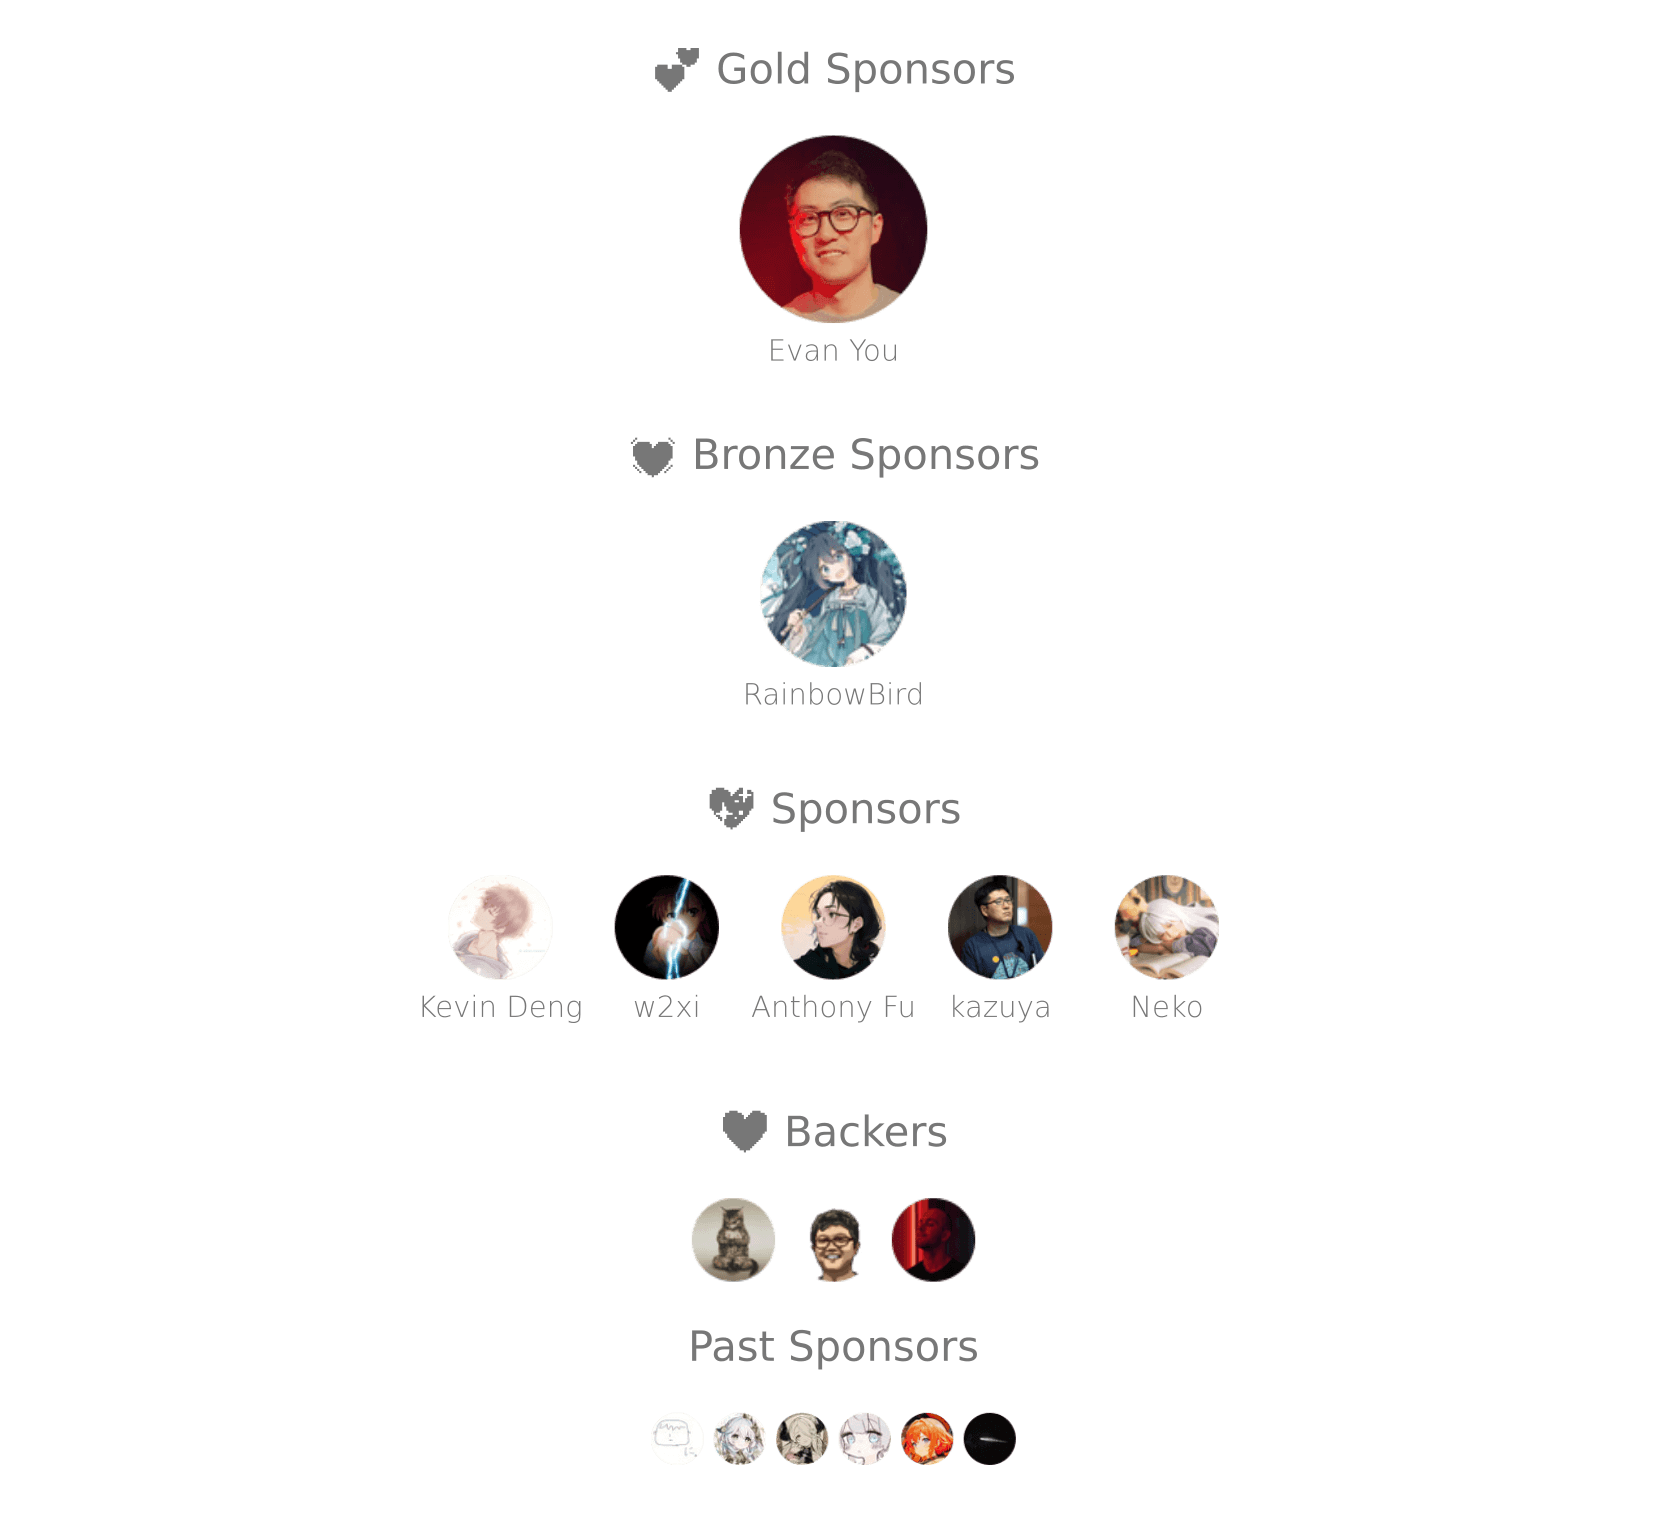 Gold Sponsors
Evan You
Bronze Sponsors
RainbowBird
Sponsors
Kevin Deng w2xi Anthony Fu kazuya Neko
Backers
Past Sponsors